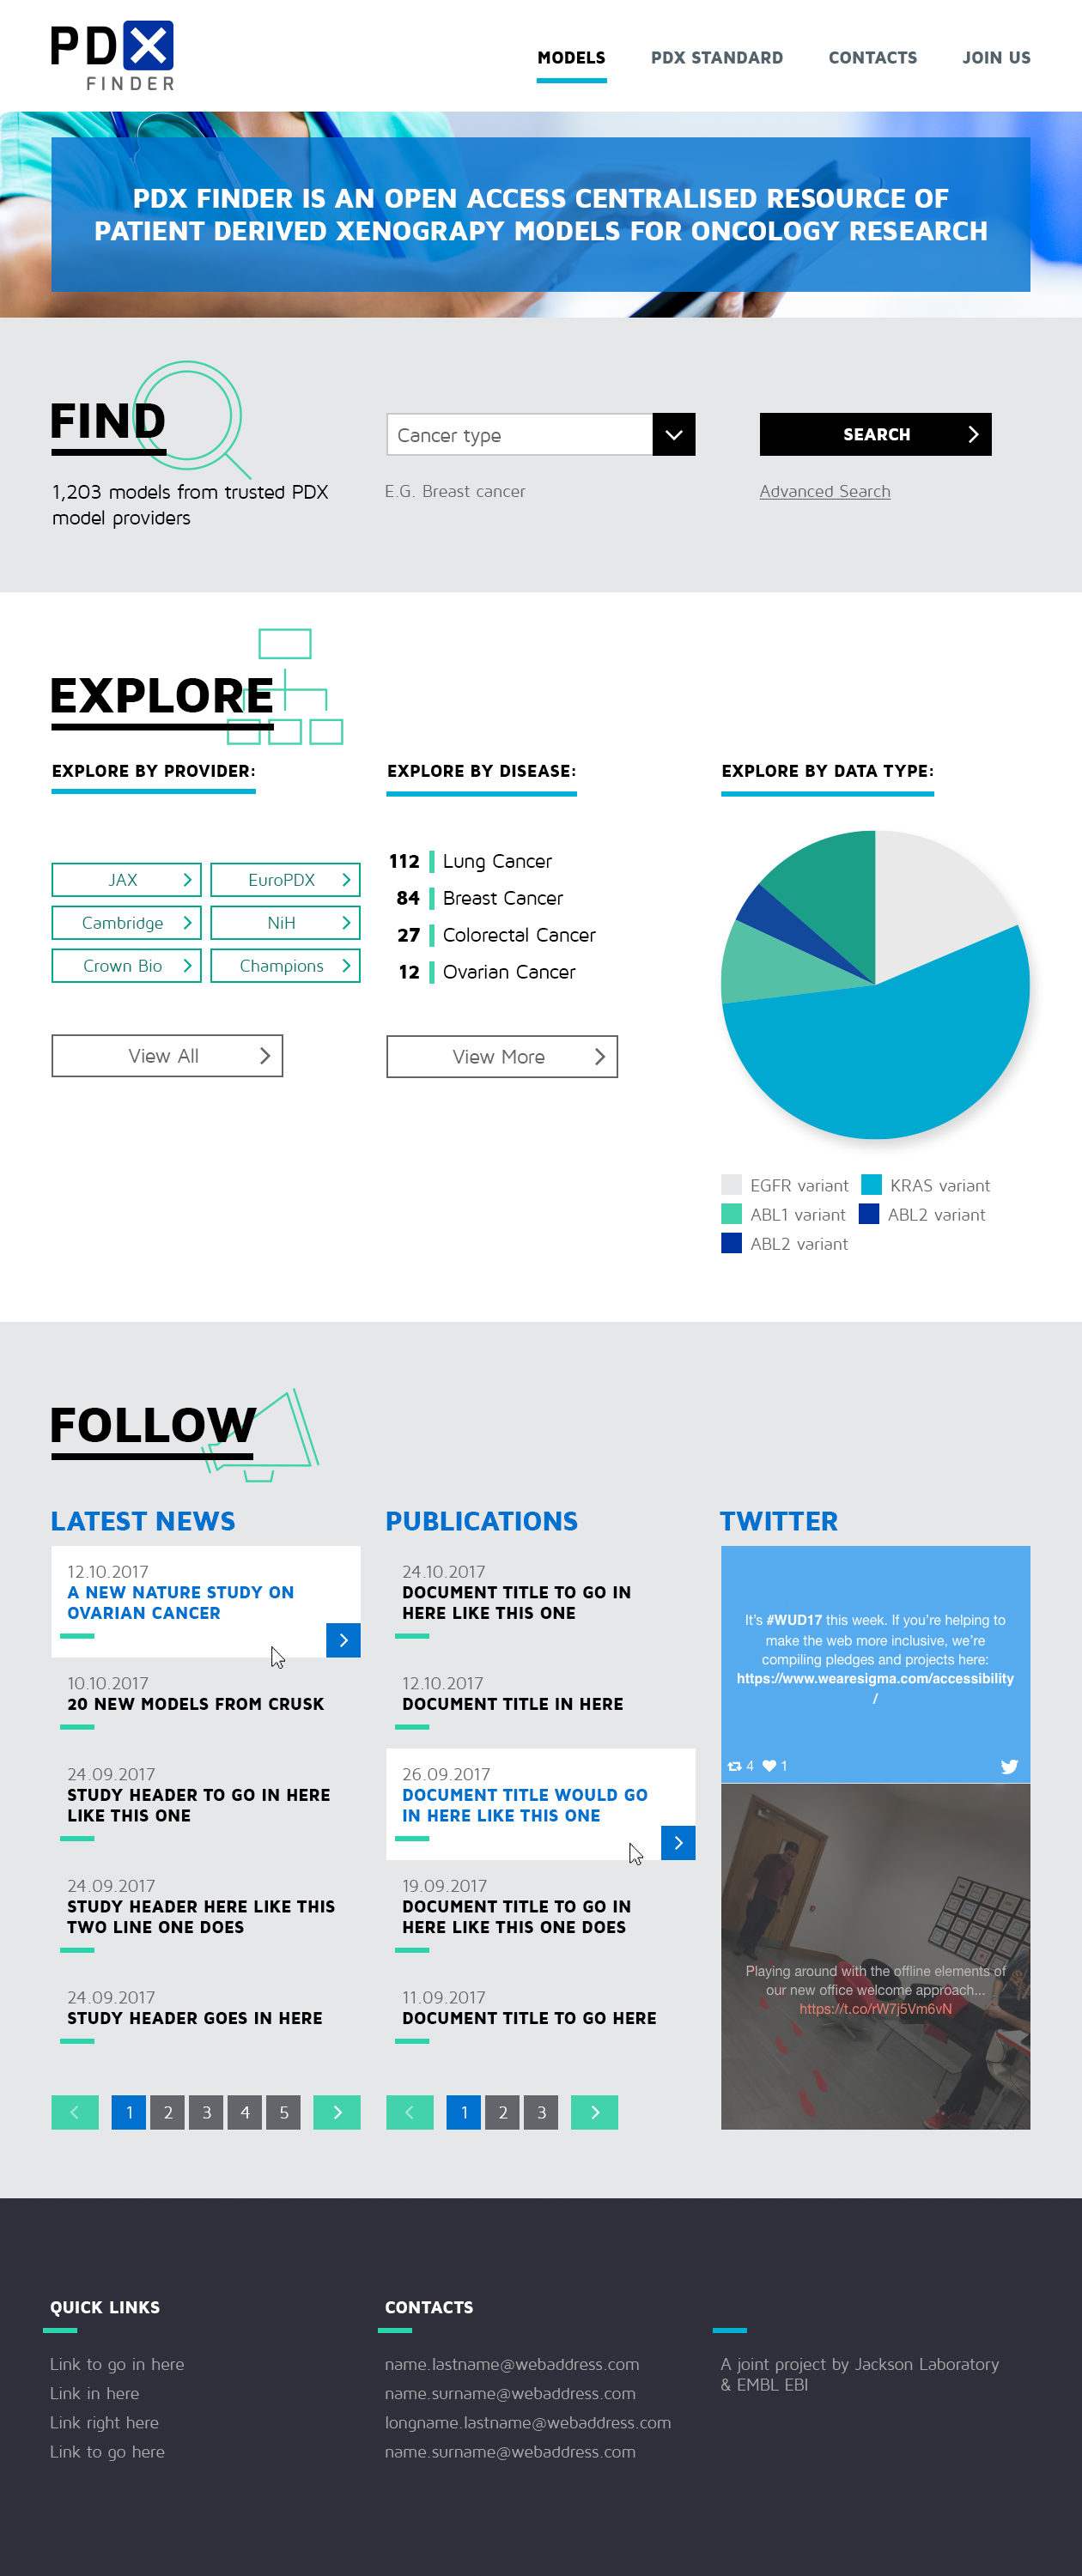 PDX
FINDER
MODELS
PDX STANDARD
CONTACTS
JOIN US
PDX FINDER IS AN OPEN ACCESS CENTRALISED RESOURCE OF
PATIENT DERIVED XENOGRAPY MODELS FOR ONCOLOGY RESEARCH
FIND
1,203 models from trusted PDX
model providers
Cancer type
E.G. Breast cancer
SEARCH
Advanced Search
EXPLORE
EXPLORE BY PROVIDER:
JAX
EuroPDX
Cambridge
NiH
Crown Bio
Champions
View All
EXPLORE BY DISEASE:
112 Lung Cancer
84 Breast Cancer
27 Colorectal Cancer
12 Ovarian Cancer
View More
EXPLORE BY DATA TYPE:
EGFR variant
KRAS variant
ABL1 variant
ABL2 variant
ABL2 variant
FOLLOW
LATEST NEWS
12.10.2017
A NEW NATURE STUDY ON
OVARIAN CANCER
10.10.2017
20 NEW MODELS FROM CRUSK
24.09.2017
STUDY HEADER TO GO IN HERE
LIKE THIS ONE
24.09.2017
STUDY HEADER HERE LIKE THIS
TWO LINE ONE DOES
24.09.2017
STUDY HEADER GOES IN HERE
1 2 3 4 5
PUBLICATIONS
24.10.2017
DOCUMENT TITLE TO GO IN
HERE LIKE THIS ONE
12.10.2017
DOCUMENT TITLE IN HERE
26.09.2017
DOCUMENT TITLE WOULD GO
IN HERE LIKE THIS ONE
19.09.2017
DOCUMENT TITLE TO GO IN
HERE LIKE THIS ONE DOES
11.09.2017
DOCUMENT TITLE TO GO HERE
1 2 3
TWITTER
It's #WUD17 this week. If you're helping to
make the web more inclusive, we're
compiling pledges and projects here:
https://www.wearesigma.com/accessibility
/
4 1
Playing around with the offline elements of
our new office welcome approach...
https://t.co/rW7j5Vm6vN
QUICK LINKS
Link to go in here
Link in here
Link right here
Link to go here
CONTACTS
name.lastname@webaddress.com
name.surname@webaddress.com
longname.lastname@webaddress.com
name.surname@webaddress.com
A joint project by Jackson Laboratory
& EMBL EBI